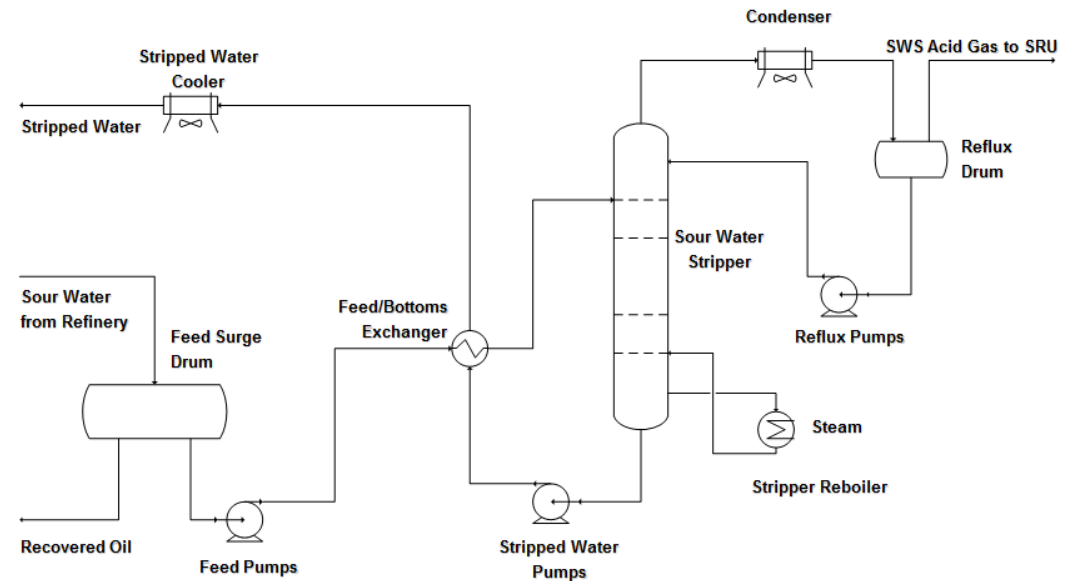 Condenser
SWS Acid Gas to SRU
Stripped Water
Cooler
Stripped Water
Reflux
Drum
Sour Water
Stripper
Sour Water
from Refinery
Feed/Bottoms
Exchanger
Feed Surge
Drum
Reflux Pumps
Steam
Stripper Reboiler
Recovered Oil
Feed Pumps
Stripped Water
Pumps